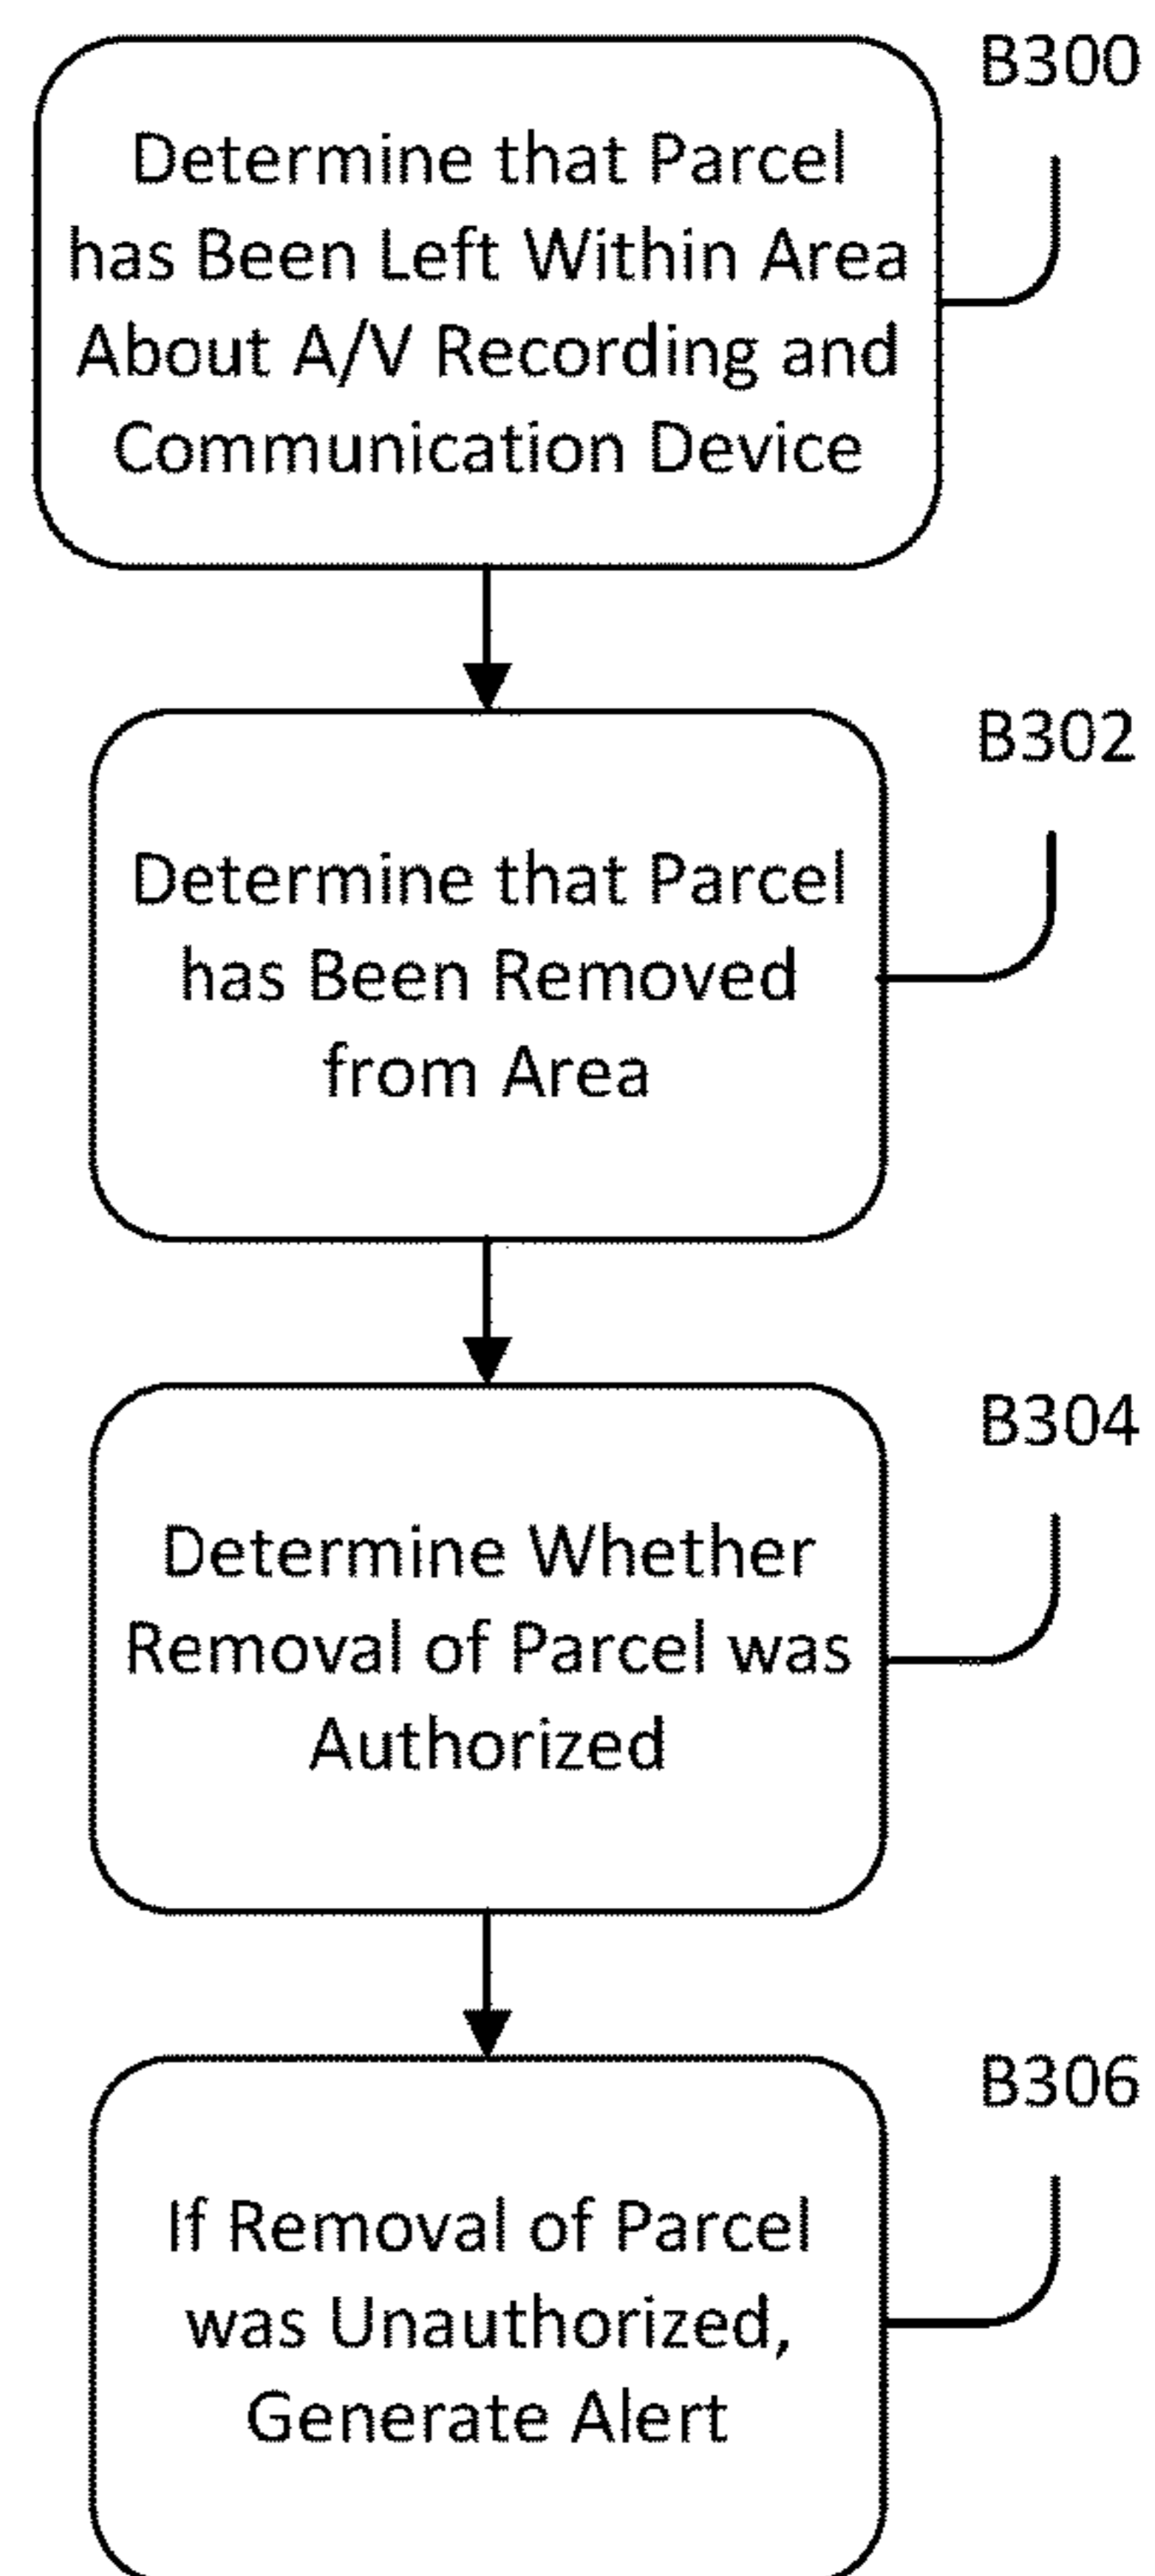 B300
Determine that Parcel
has Been Left Within Area
About A/V Recording and
Communication Device
B302
Determine that Parcel
has Been Removed
from Area
B304
Determine Whether
Removal of Parcel was
Authorized
B306
If Removal of Parcel
was Unauthorized,
Generate Alert